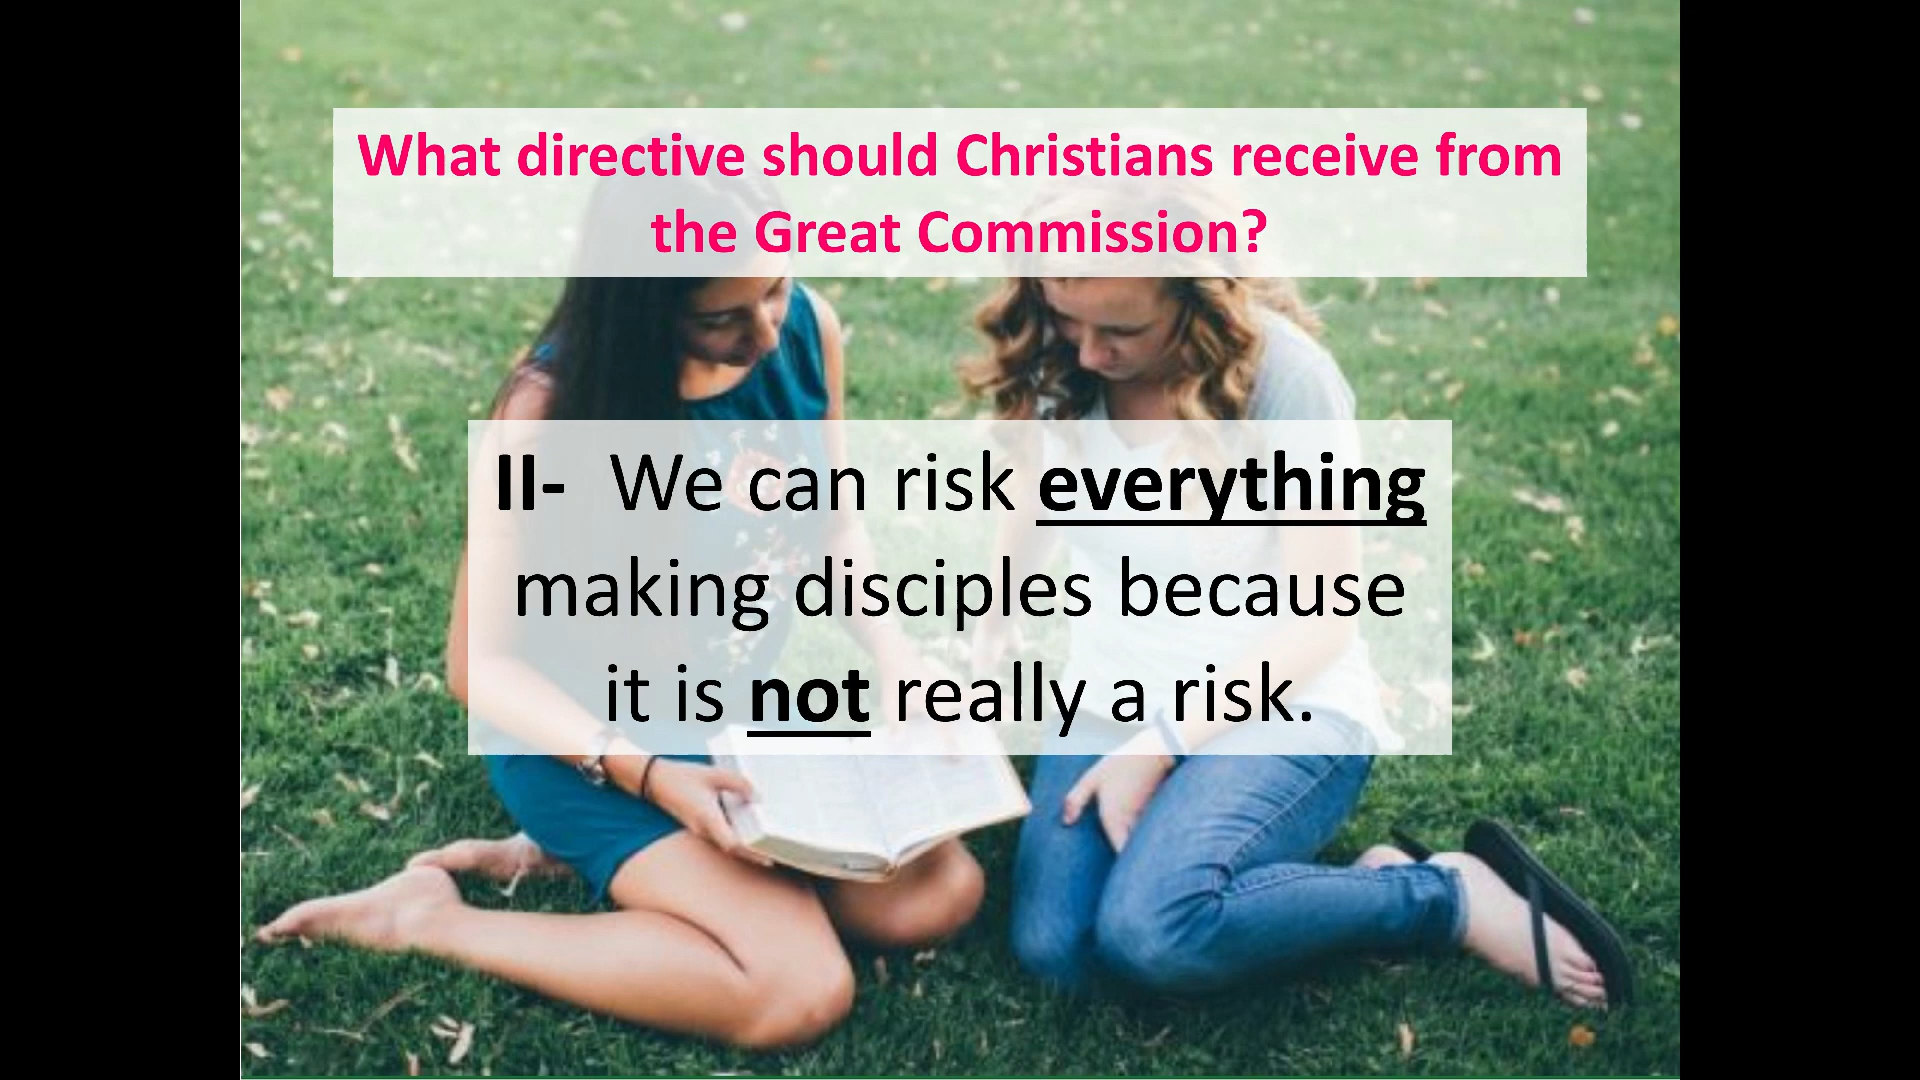 What directive should Christians receive from
the Great Commission?
II- We can risk everything
making disciples because
it is not really a risk.